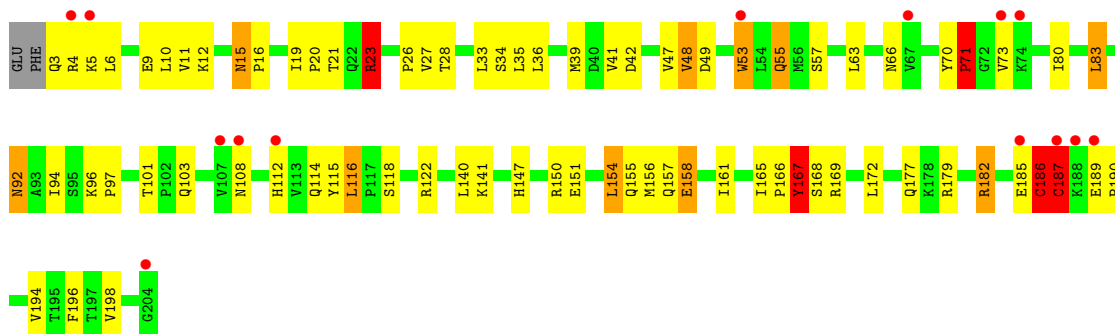 GLU PHE Q3 R4 K5 L6 E9 L10 V11 K12 N15 P16 I19 P20 T21 Q22 R23 P26 V27 T28 L33 S34 L35 L36 M39 D40 V41 D42 V47 V48 D49 W53 L54 Q55 M56 S57 L63 N66 V67 Y70 P71 G72 V73 K74 I80 L83
N92 A93 I94 S95 K96 P97 T101 P102 Q103 V107 N108 H112 V113 Q114 Y115 L116 P117 S118 R122 L140 K141 H147 R150 E151 L154 Q155 M156 Q157 E158 I161 I165 P166 Y167 S168 R169 L172 Q177 K178 R179 R182 E185 C186 C187 K188 E189
V194 T195 F196 T197 V198 G204